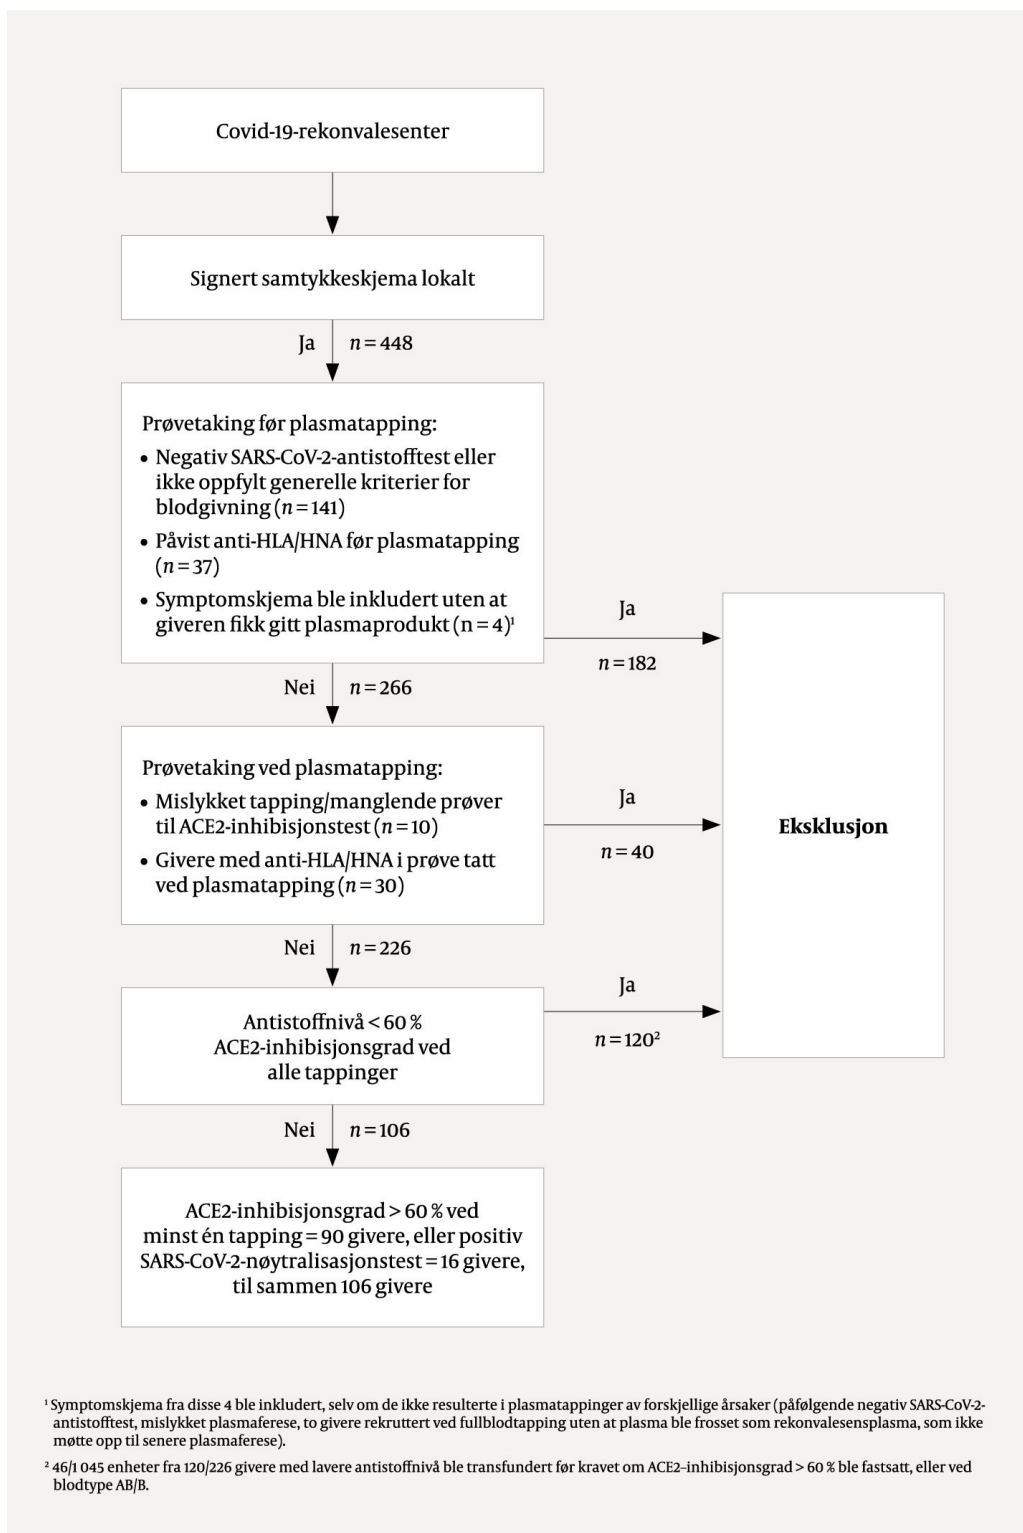 Covid-19-rekonvalesenter
Signert samtykkeskjema lokalt
Ja n = 448
Prøvetaking før plasmatapping:
• Negativ SARS-CoV-2-antistofftest eller
ikke oppfylt generelle kriterier for
blodgivning (n = 141)
• Påvist anti-HLA/HNA før plasmatapping
(n = 37)
• Symptomskjema ble inkludert uten at
giveren fikk gitt plasmaprodukt (n = 4)¹
Ja
n = 182
Nei n = 266
Prøvetaking ved plasmatapping:
• Mislykket tapping/manglende prøver
til ACE2-inhibisjonstest (n = 10)
• Givere med anti-HLA/HNA i prøve tatt
ved plasmatapping (n = 30)
Ja
n = 40
Eksklusjon
Nei n = 226
Antistoffnivå < 60 %
ACE2-inhibisjonsgrad ved
alle tappinger
Ja
n = 120²
Nei n = 106
ACE2-inhibisjonsgrad > 60 % ved
minst én tapping = 90 givere, eller positiv
SARS-CoV-2-nøytralisasjonstest = 16 givere,
til sammen 106 givere
¹ Symptomskjema fra disse 4 ble inkludert, selv om de ikke resulterte i plasmatappinger av forskjellige årsaker (påfølgende negativ SARS-CoV-2-
antistofftest, mislykket plasmaferese, to givere rekruttert ved fullblodtapping uten at plasma ble frosset som rekonvalesensplasma, som ikke
møtte opp til senere plasmaferese).
² 46/1 045 enheter fra 120/226 givere med lavere antistoffnivå ble transfundert før kravet om ACE2-inhibisjonsgrad > 60 % ble fastsatt, eller ved
blodtype AB/B.